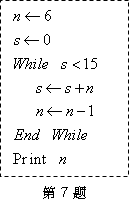 n ← 6
s ← 0
While s < 15
s ← s + n
n ← n − 1
End While
Print n
第 7 题